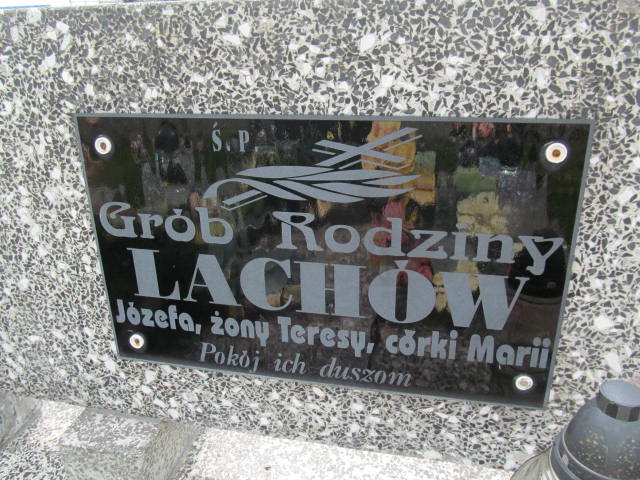 Ś.P
Grób Rodziny
LACHÓW
Józefa, żony Teresy, córki Marii
Pokój ich duszom